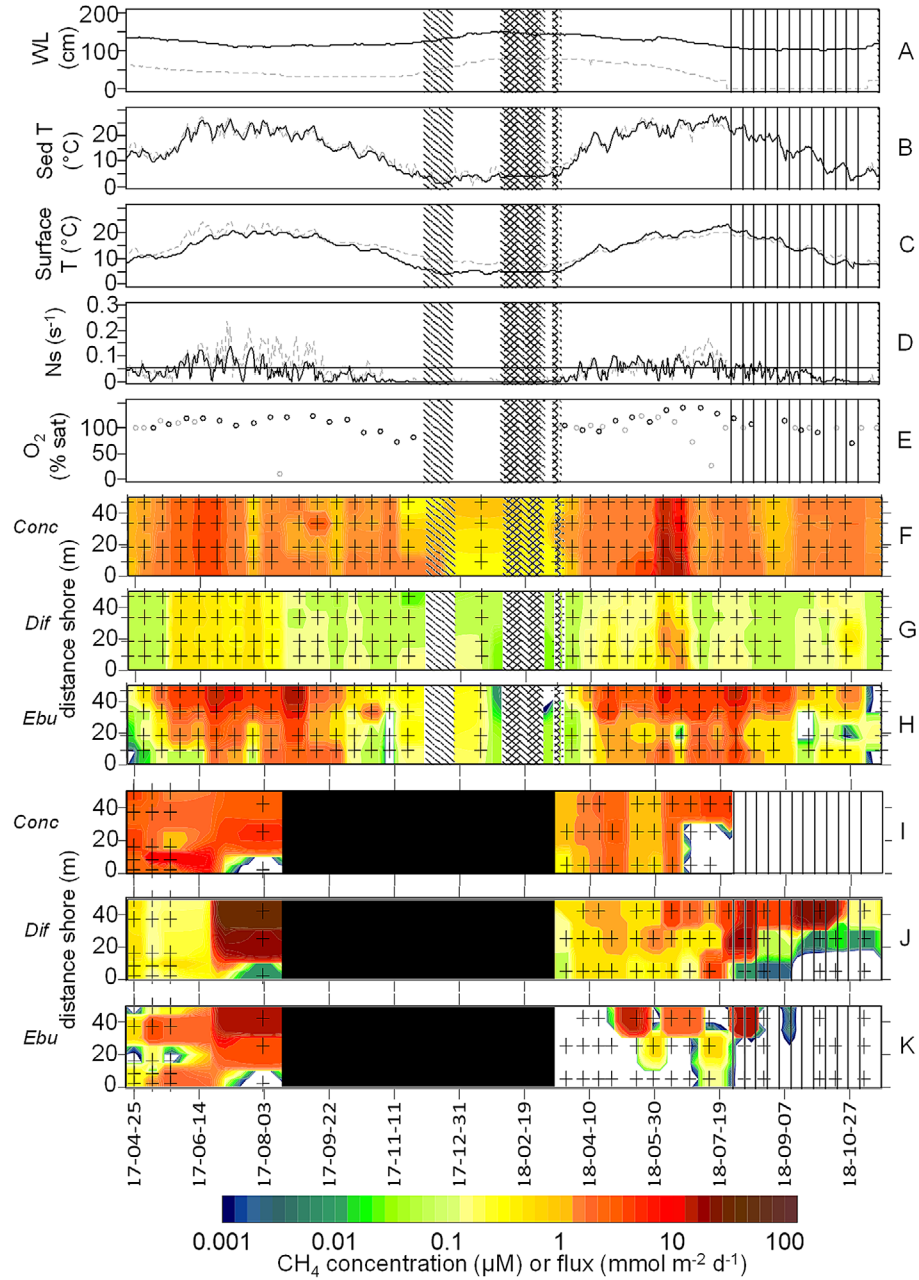 200
100
0
WL
(cm)
A
20
10
0
Sed T
(°C)
B
20
10
0
Surface
T (°C)
C
0.3
0.2
0.1
0
Ns (s-1)
D
100
50
0
O2
(% sat)
E
Conc
40
20
0
F
Dif
40
20
0
G
Ebu
40
20
0
H
distance shore (m)
Conc
40
20
0
I
Dif
40
20
0
J
Ebu
40
20
0
K
distance shore (m)
17-04-25
17-06-14
17-08-03
17-09-22
17-11-11
17-12-31
18-02-19
18-04-10
18-05-30
18-07-19
18-09-07
18-10-27
0.001
0.01
0.1
1
10
100
CH4 concentration (µM) or flux (mmol m-2 d-1)